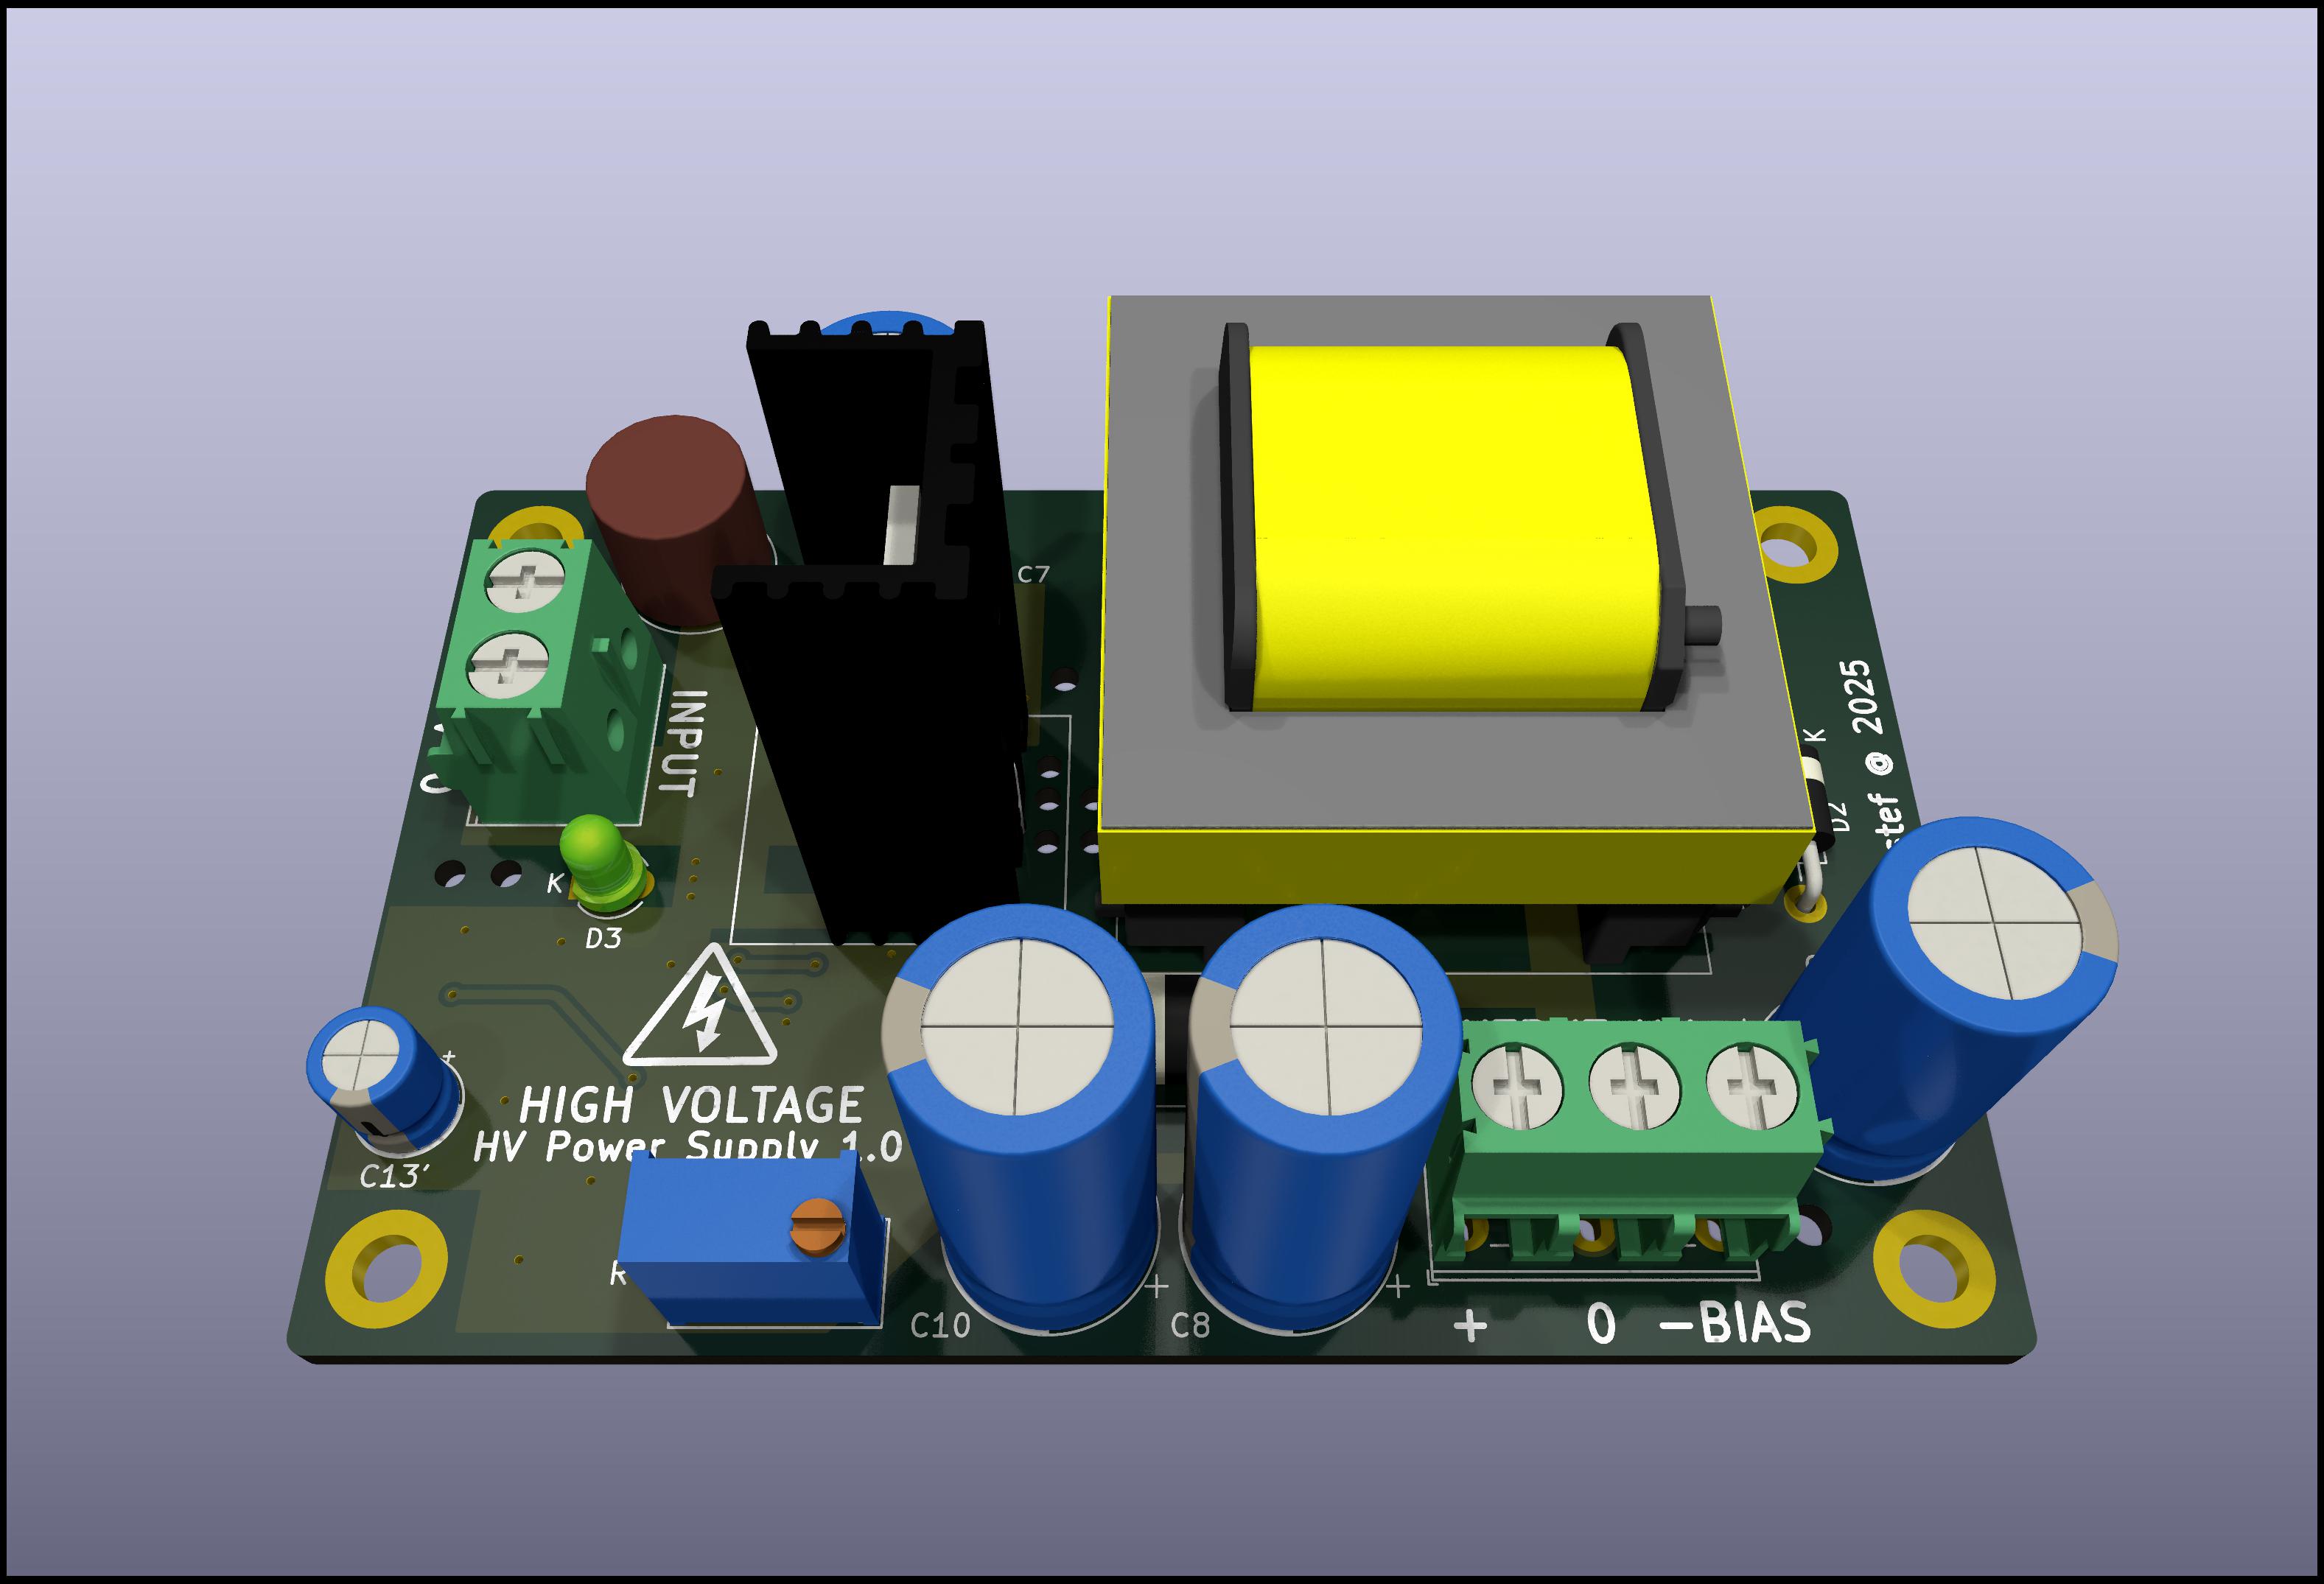 C7
INPUT
K
D2
@ 2025
K
D3
+
HIGH VOLTAGE
HV Power Supply 1.0
C13'
R
C10
+
C8
+
+ 0 -BIAS